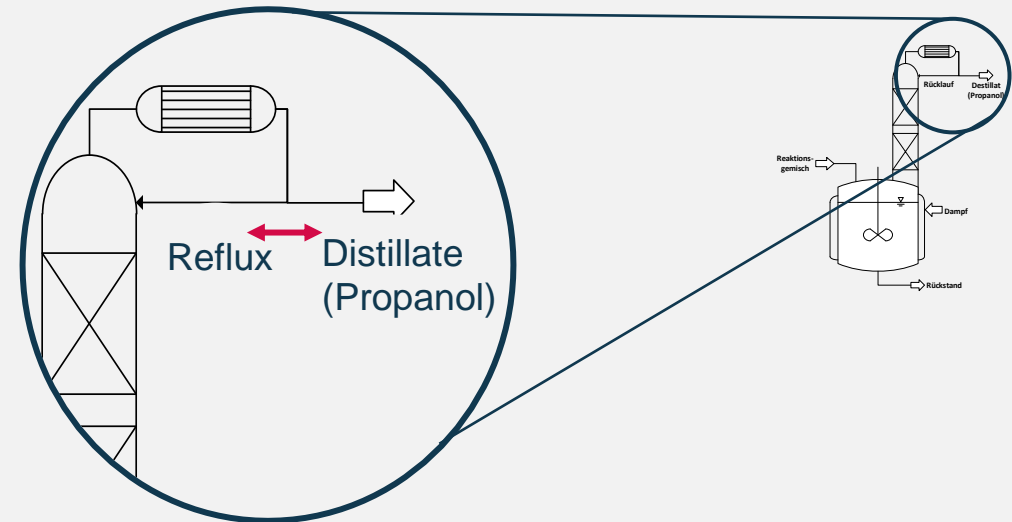 Reflux
Distillate
(Propanol)
Rücklauf
Destillat
(Propanol)
Reaktions-
gemisch
Dampf
Rückstand